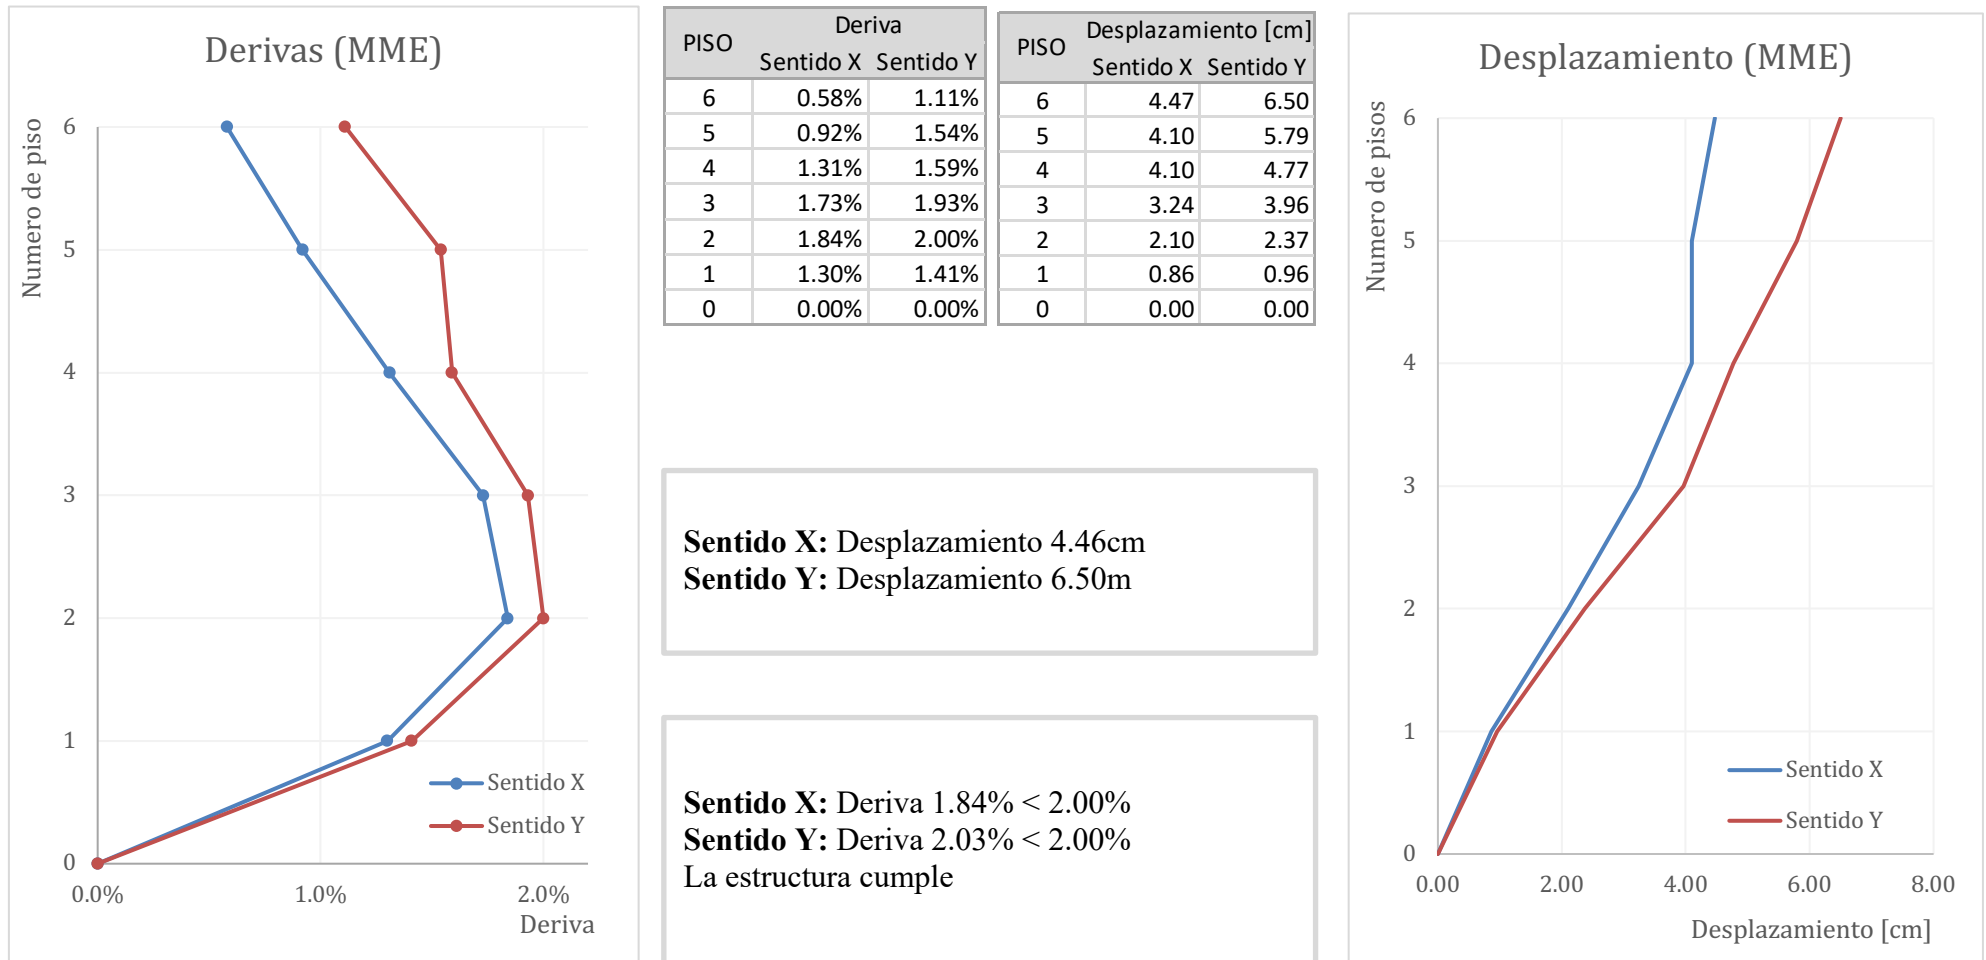 Derivas (MME)
Numero de piso
6
5
4
3
2
1
0
0.0% 1.0% 2.0%
Deriva
Sentido X
Sentido Y
PISO Deriva
Sentido X Sentido Y
6 0.58% 1.11%
5 0.92% 1.54%
4 1.31% 1.59%
3 1.73% 1.93%
2 1.84% 2.00%
1 1.30% 1.41%
0 0.00% 0.00%
PISO Desplazamiento [cm]
Sentido X Sentido Y
6 4.47 6.50
5 4.10 5.79
4 4.10 4.77
3 3.24 3.96
2 2.10 2.37
1 0.86 0.96
0 0.00 0.00
Sentido X: Desplazamiento 4.46cm
Sentido Y: Desplazamiento 6.50m
Sentido X: Deriva 1.84% < 2.00%
Sentido Y: Deriva 2.03% < 2.00%
La estructura cumple
Desplazamiento (MME)
Numero de pisos
6
5
4
3
2
1
0
0.00 2.00 4.00 6.00 8.00
Desplazamiento [cm]
Sentido X
Sentido Y